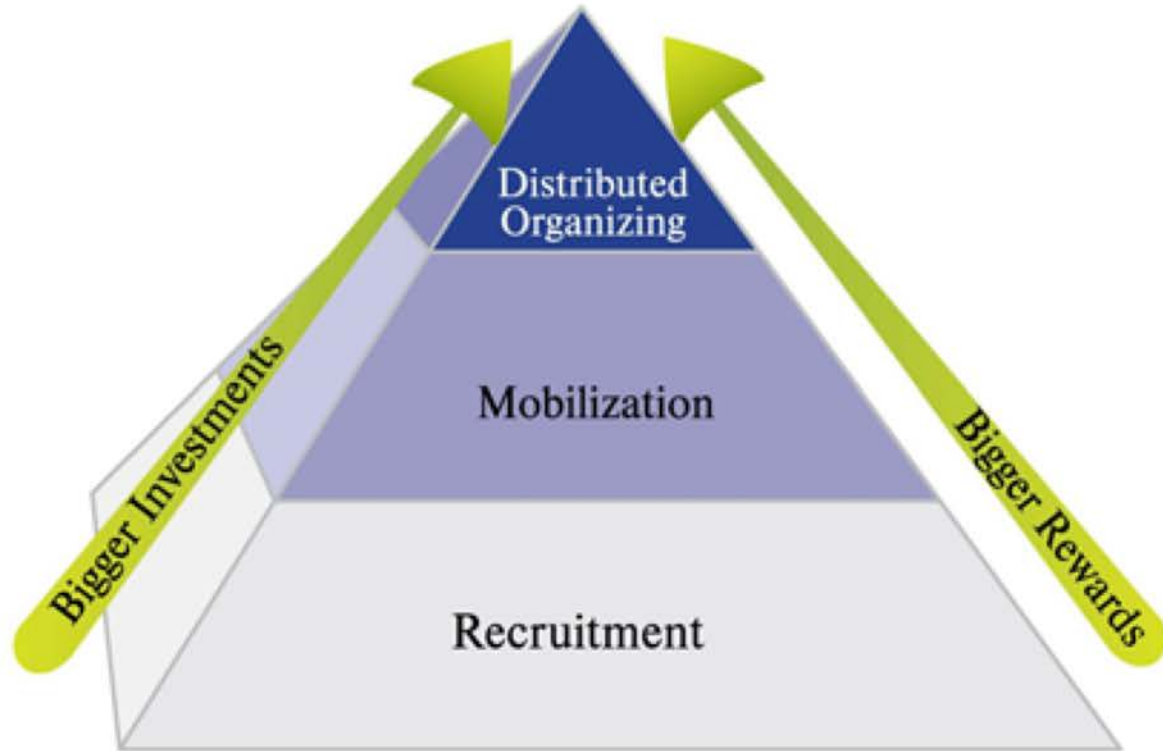 Distributed
Organizing
Mobilization
Recruitment
Bigger Investments
Bigger Rewards